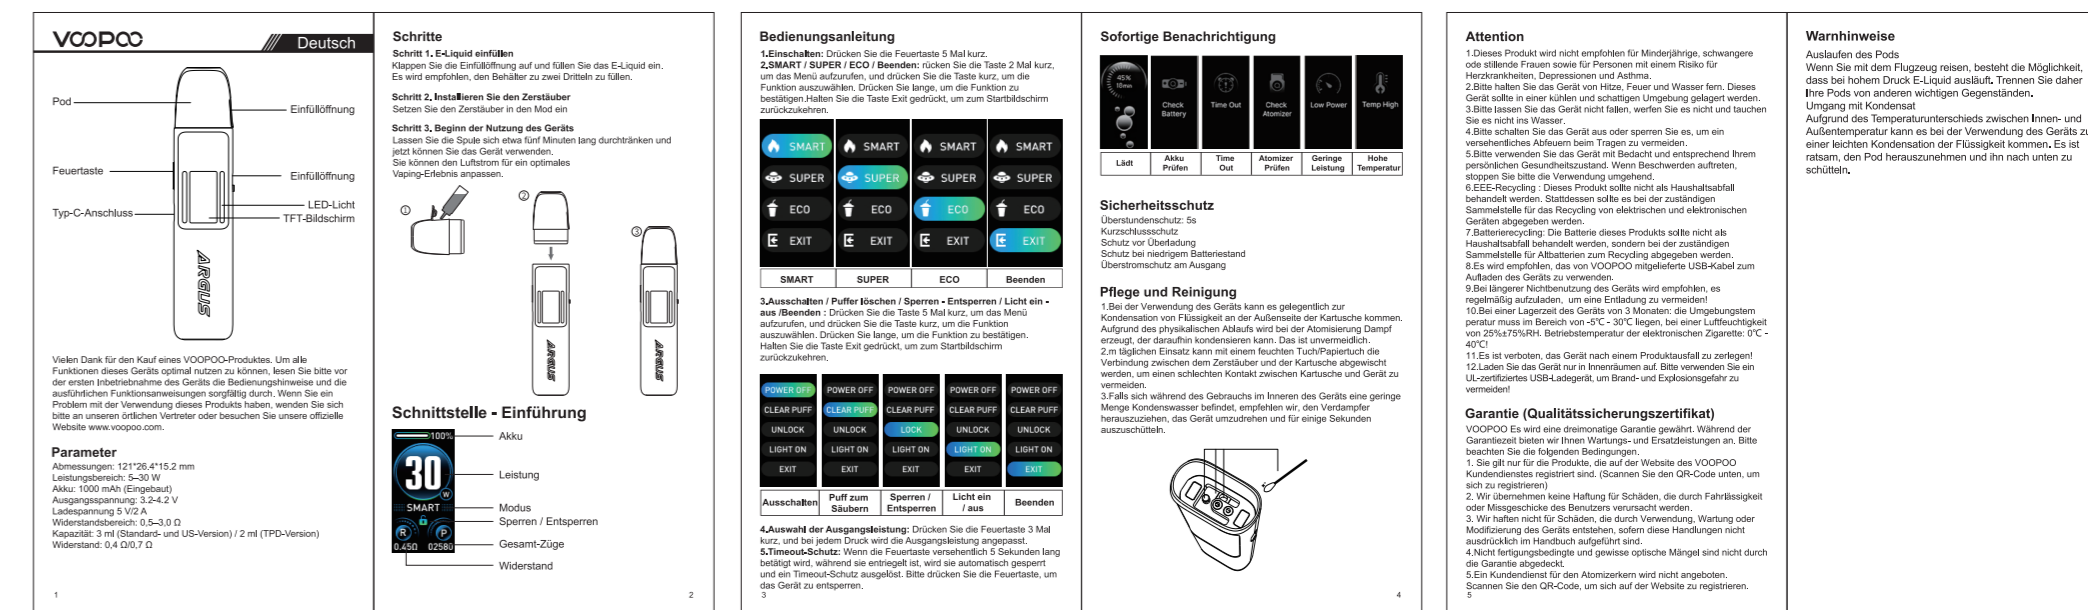 VOOPOO
Deutsch
Pod
Einfüllöffnung
Feuertaste
Einfüllöffnung
LED-Licht
Typ-C-Anschluss
TFT-Bildschirm
ARGUS
Vielen Dank für den Kauf eines VOOPOO-Produktes. Um alle
Funktionen dieses Geräts optimal nutzen zu können, lesen Sie bitte vor
der ersten Inbetriebnahme des Geräts die Bedienungshinweise und die
ausführlichen Funktionsanweisungen sorgfältig durch. Wenn Sie ein
Problem mit der Verwendung dieses Produkts haben, wenden Sie sich
bitte an unseren örtlichen Vertreter oder besuchen Sie unsere offizielle
Website www.voopoo.com.
Parameter
Abmessungen: 121*26.4*15.2 mm
Leistungsbereich: 5–30 W
Akku: 1000 mAh (Eingebaut)
Ausgangsspannung: 3.2-4.2 V
Ladespannung 5 V/2 A
Widerstandsbereich: 0,5–3,0 Ω
Kapazität: 3 ml (Standard- und US-Version) / 2 ml (TPD-Version)
Widerstand: 0,4 Ω/0,7 Ω
1
Schritte
Schritt 1. E-Liquid einfüllen
Klappen Sie die Einfüllöffnung auf und füllen Sie das E-Liquid ein.
Es wird empfohlen, den Behälter zu zwei Dritteln zu füllen.
Schritt 2. Installieren Sie den Zerstäuber
Setzen Sie den Zerstäuber in den Mod ein
Schritt 3. Beginn der Nutzung des Geräts
Lassen Sie die Spule sich etwa fünf Minuten lang durchtränken und
jetzt können Sie das Gerät verwenden.
Sie können den Luftstrom für ein optimales
Vaping-Erlebnis anpassen.
①
②
③
ARGUS
ARGUS
Schnittstelle - Einführung
100%
Akku
30
W
Leistung
SMART
Modus
Sperren / Entsperren
R
P
0.45Ω 02580
Gesamt-Züge
Widerstand
2
Bedienungsanleitung
1.Einschalten: Drücken Sie die Feuertaste 5 Mal kurz.
2.SMART / SUPER / ECO / Beenden: rücken Sie die Taste 2 Mal kurz,
um das Menü aufzurufen, und drücken Sie die Taste kurz, um die
Funktion auszuwählen. Drücken Sie lange, um die Funktion zu
bestätigen.Halten Sie die Taste Exit gedrückt, um zum Startbildschirm
zurückzukehren.
SMART SMART SMART SMART
SUPER SUPER SUPER SUPER
ECO ECO ECO ECO
EXIT EXIT EXIT EXIT
SMART SUPER ECO Beenden
3.Ausschalten / Puffer löschen / Sperren - Entsperren / Licht ein -
aus /Beenden : Drücken Sie die Taste 5 Mal kurz, um das Menü
aufzurufen, und drücken Sie die Taste kurz, um die Funktion
auszuwählen. Drücken Sie lange, um die Funktion zu bestätigen.
Halten Sie die Taste Exit gedrückt, um zum Startbildschirm
zurückzukehren.
POWER OFF POWER OFF POWER OFF POWER OFF POWER OFF
CLEAR PUFF CLEAR PUFF CLEAR PUFF CLEAR PUFF CLEAR PUFF
UNLOCK UNLOCK LOCK UNLOCK UNLOCK
LIGHT ON LIGHT ON LIGHT ON LIGHT ON LIGHT ON
EXIT EXIT EXIT EXIT EXIT
Ausschalten
Puff zum
Säubern
Sperren /
Entsperren
Licht ein
/ aus
Beenden
4.Auswahl der Ausgangsleistung: Drücken Sie die Feuertaste 3 Mal
kurz, und bei jedem Druck wird die Ausgangsleistung angepasst.
5.Timeout-Schutz: Wenn die Feuertaste versehentlich 5 Sekunden lang
betätigt wird, während sie entriegelt ist, wird sie automatisch gesperrt
und ein Timeout-Schutz ausgelöst. Bitte drücken Sie die Feuertaste, um
das Gerät zu entsperren.
3
Sofortige Benachrichtigung
45%
16min
Check
Battery
Time Out
Check
Atomizer
Low Power
Temp High
Lädt
Akku
Prüfen
Time
Out
Atomizer
Prüfen
Geringe
Leistung
Hohe
Temperatur
Sicherheitsschutz
Überstundenschutz: 5s
Kurzschlussschutz
Schutz vor Überladung
Schutz bei niedrigem Batteriestand
Überstromschutz am Ausgang
Pflege und Reinigung
1.Bei der Verwendung des Geräts kann es gelegentlich zur
Kondensation von Flüssigkeit an der Außenseite der Kartusche kommen.
Aufgrund des physikalischen Ablaufs wird bei der Atomisierung Dampf
erzeugt, der daraufhin kondensieren kann. Das ist unvermeidlich.
2.m täglichen Einsatz kann mit einem feuchten Tuch/Papiertuch die
Verbindung zwischen dem Zerstäuber und der Kartusche abgewischt
werden, um einen schlechten Kontakt zwischen Kartusche und Gerät zu
vermeiden.
3.Falls sich während des Gebrauchs im Inneren des Geräts eine geringe
Menge Kondenswasser befindet, empfehlen wir, den Verdampfer
herauszuziehen, das Gerät umzudrehen und für einige Sekunden
auszuschütteln.
4
Attention
1.Dieses Produkt wird nicht empfohlen für Minderjährige, schwangere
ode stillende Frauen sowie für Personen mit einem Risiko für
Herzkrankheiten, Depressionen und Asthma.
2.Bitte halten Sie das Gerät von Hitze, Feuer und Wasser fern. Dieses
Gerät sollte in einer kühlen und schattigen Umgebung gelagert werden.
3.Bitte lassen Sie das Gerät nicht fallen, werfen Sie es nicht und tauchen
Sie es nicht ins Wasser.
4.Bitte schalten Sie das Gerät aus oder sperren Sie es, um ein
versehentliches Abfeuern beim Tragen zu vermeiden.
5.Bitte verwenden Sie das Gerät mit Bedacht und entsprechend Ihrem
persönlichen Gesundheitszustand. Wenn Beschwerden auftreten,
stoppen Sie bitte die Verwendung umgehend.
6.EEE-Recycling : Dieses Produkt sollte nicht als Haushaltsabfall
behandelt werden. Stattdessen sollte es bei der zuständigen
Sammelstelle für das Recycling von elektrischen und elektronischen
Geräten abgegeben werden.
7.Batterierecycling: Die Batterie dieses Produkts sollte nicht als
Haushaltsabfall behandelt werden, sondern bei der zuständigen
Sammelstelle für Altbatterien zum Recycling abgegeben werden.
8.Es wird empfohlen, das von VOOPOO mitgelieferte USB-Kabel zum
Aufladen des Geräts zu verwenden.
9.Bei längerer Nichtbenutzung des Geräts wird empfohlen, es
regelmäßig aufzuladen, um eine Entladung zu vermeiden!
10.Bei einer Lagerzeit des Geräts von 3 Monaten: die Umgebungstem
peratur muss im Bereich von -5℃ - 30℃ liegen, bei einer Luftfeuchtigkeit
von 25%±75%RH. Betriebstemperatur der elektronischen Zigarette: 0℃ -
40℃!
11.Es ist verboten, das Gerät nach einem Produktausfall zu zerlegen!
12.Laden Sie das Gerät nur in Innenräumen auf. Bitte verwenden Sie ein
UL-zertifiziertes USB-Ladegerät, um Brand- und Explosionsgefahr zu
vermeiden!
Garantie (Qualitätssicherungszertifikat)
VOOPOO Es wird eine dreimonatige Garantie gewährt. Während der
Garantiezeit bieten wir Ihnen Wartungs- und Ersatzleistungen an. Bitte
beachten Sie die folgenden Bedingungen.
1. Sie gilt nur für die Produkte, die auf der Website des VOOPOO
Kundendienstes registriert sind. (Scannen Sie den QR-Code unten, um
sich zu registrieren)
2. Wir übernehmen keine Haftung für Schäden, die durch Fahrlässigkeit
oder Missgeschicke des Benutzers verursacht werden.
3. Wir haften nicht für Schäden, die durch Verwendung, Wartung oder
Modifizierung des Geräts entstehen, sofern diese Handlungen nicht
ausdrücklich im Handbuch aufgeführt sind.
4.Nicht fertigungsbedingte und gewisse optische Mängel sind nicht durch
die Garantie abgedeckt.
5.Ein Kundendienst für den Atomizerkern wird nicht angeboten.
Scannen Sie den QR-Code, um sich auf der Website zu registrieren.
5
Warnhinweise
Auslaufen des Pods
Wenn Sie mit dem Flugzeug reisen, besteht die Möglichkeit,
dass bei hohem Druck E-Liquid ausläuft. Trennen Sie daher
Ihre Pods von anderen wichtigen Gegenständen.
Umgang mit Kondensat
Aufgrund des Temperaturunterschieds zwischen Innen- und
Außentemperatur kann es bei der Verwendung des Geräts zu
einer leichten Kondensation der Flüssigkeit kommen. Es ist
ratsam, den Pod herauszunehmen und ihn nach unten zu
schütteln.